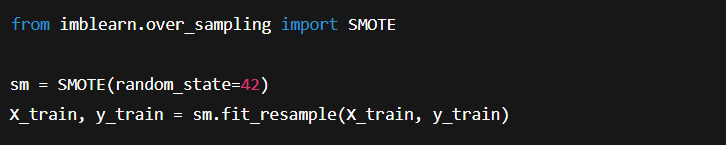 from imblearn.over_sampling import SMOTE
sm = SMOTE(random_state=42)
X_train, y_train = sm.fit_resample(X_train, y_train)